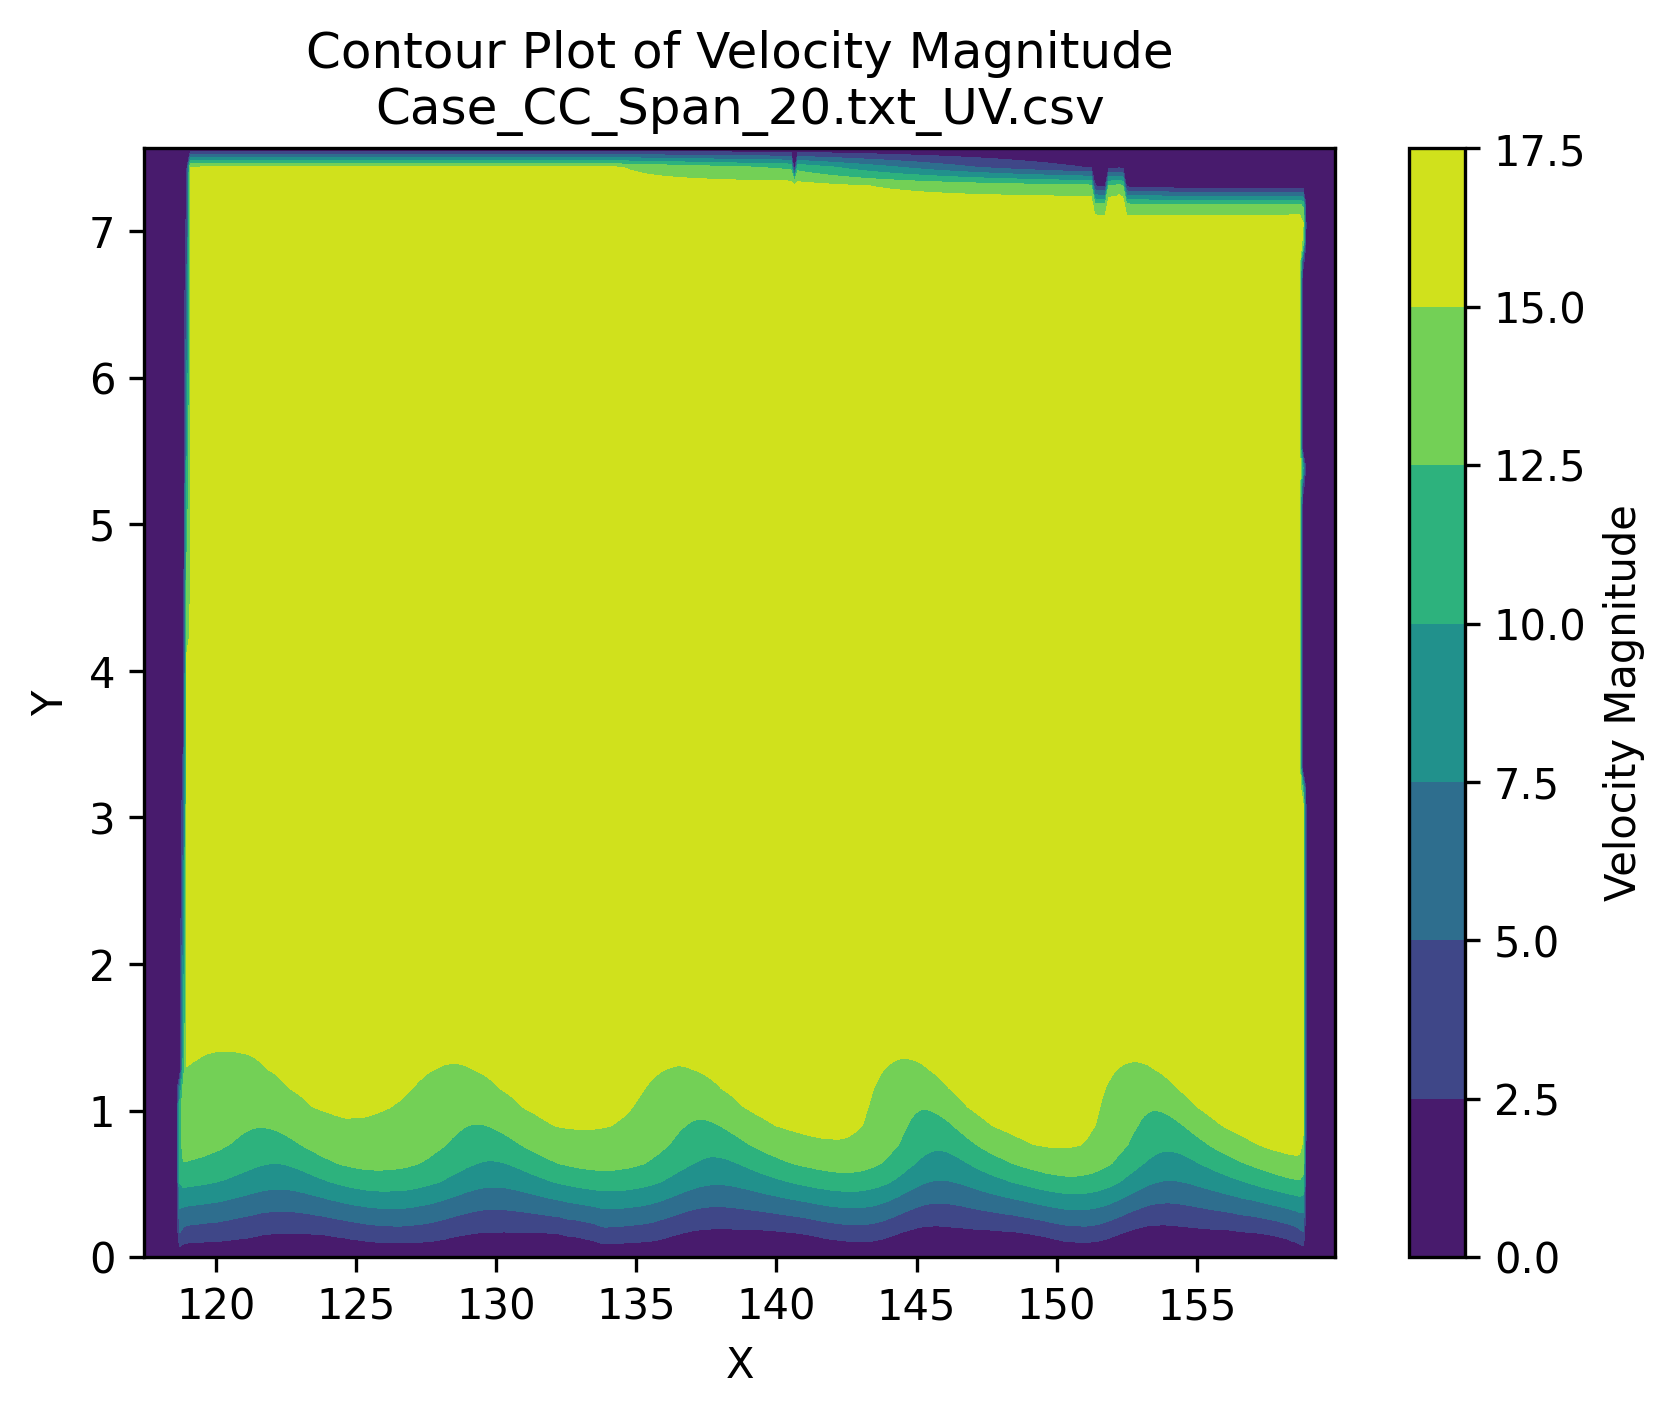 Contour Plot of Velocity Magnitude
Case_CC_Span_20.txt_UV.csv
7
6
5
4
3
2
1
0
Y
120 125 130 135 140 145 150 155
X
17.5
15.0
12.5
10.0
7.5
5.0
2.5
0.0
Velocity Magnitude